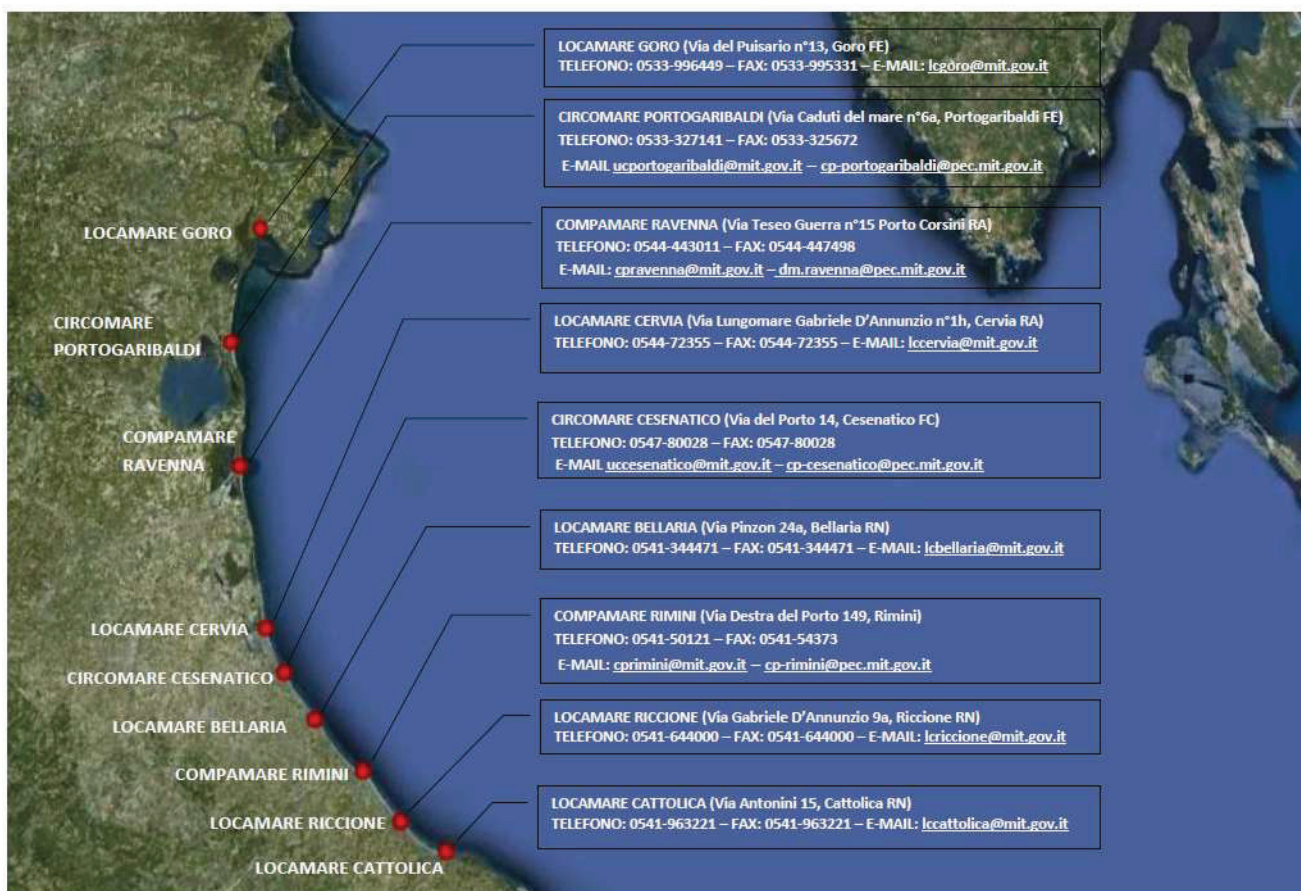 LOCAMARE GORO (Via del Puisario n°13, Goro FE)
TELEFONO: 0533-996449 – FAX: 0533-995331 – E-MAIL: lcgoro@mit.gov.it
CIRCOMARE PORTOGARIBALDI (Via Caduti del mare n°6a, Portogaribaldi FE)
TELEFONO: 0533-327141 – FAX: 0533-325672
E-MAIL ucportogaribaldi@mit.gov.it – cp-portogaribaldi@pec.mit.gov.it
COMPAMARE RAVENNA (Via Teseo Guerra n°15 Porto Corsini RA)
TELEFONO: 0544-443011 – FAX: 0544-447498
E-MAIL: cpravenna@mit.gov.it – dm.ravenna@pec.mit.gov.it
LOCAMARE CERVIA (Via Lungomare Gabriele D'Annunzio n°1h, Cervia RA)
TELEFONO: 0544-72355 – FAX: 0544-72355 – E-MAIL: lccervia@mit.gov.it
CIRCOMARE CESENATICO (Via del Porto 14, Cesenatico FC)
TELEFONO: 0547-80028 – FAX: 0547-80028
E-MAIL uccesenatico@mit.gov.it – cp-cesenatico@pec.mit.gov.it
LOCAMARE BELLARIA (Via Pinzon 24a, Bellaria RN)
TELEFONO: 0541-344471 – FAX: 0541-344471 – E-MAIL: lcbellaria@mit.gov.it
COMPAMARE RIMINI (Via Destra del Porto 149, Rimini)
TELEFONO: 0541-50121 – FAX: 0541-54373
E-MAIL: cprimini@mit.gov.it – cp-rimini@pec.mit.gov.it
LOCAMARE RICCIONE (Via Gabriele D'Annunzio 9a, Riccione RN)
TELEFONO: 0541-644000 – FAX: 0541-644000 – E-MAIL: lcriccione@mit.gov.it
LOCAMARE CATTOLICA (Via Antonini 15, Cattolica RN)
TELEFONO: 0541-963221 – FAX: 0541-963221 – E-MAIL: lccattolica@mit.gov.it
LOCAMARE GORO
CIRCOMARE
PORTOGARIBALDI
COMPAMARE
RAVENNA
LOCAMARE CERVIA
CIRCOMARE CESENATICO
LOCAMARE BELLARIA
COMPAMARE RIMINI
LOCAMARE RICCIONE
LOCAMARE CATTOLICA